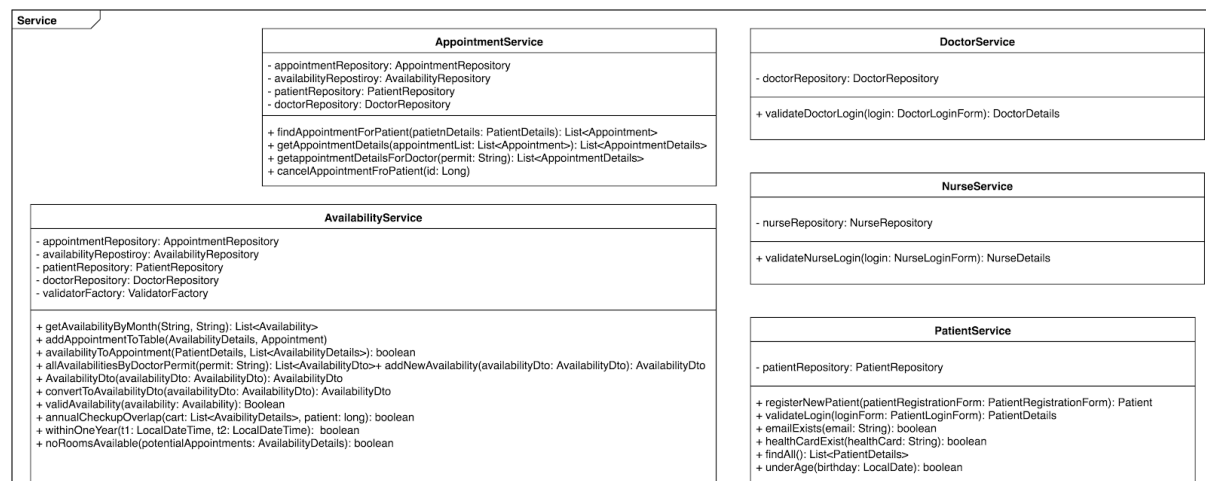 Service
AppointmentService
- appointmentRepository: AppointmentRepository
- availabilityRepostiroy: AvailabilityRepository
- patientRepository: PatientRepository
- doctorRepository: DoctorRepository
+ findAppointmentForPatient(patietnDetails: PatientDetails): List<Appointment>
+ getAppointmentDetails(appointmentList: List<Appointment>): List<AppointmentDetails>
+ getappointmentDetailsForDoctor(permit: String): List<AppointmentDetails>
+ cancelAppointmentFroPatient(id: Long)
DoctorService
- doctorRepository: DoctorRepository
+ validateDoctorLogin(login: DoctorLoginForm): DoctorDetails
NurseService
- nurseRepository: NurseRepository
+ validateNurseLogin(login: NurseLoginForm): NurseDetails
AvailabilityService
- appointmentRepository: AppointmentRepository
- availabilityRepostiroy: AvailabilityRepository
- patientRepository: PatientRepository
- doctorRepository: DoctorRepository
- validatorFactory: ValidatorFactory
+ getAvailabilityByMonth(String, String): List<Availability>
+ addAppointmentToTable(AvailabilityDetails, Appointment)
+ availabilityToAppointment(PatientDetails, List<AvailabilityDetails>): boolean
+ allAvailabilitiesByDoctorPermit(permit: String): List<AvailabilityDto>+ addNewAvailability(availabilityDto: AvailabilityDto): AvailabilityDto
+ AvailabilityDto(availabilityDto: AvailabilityDto): AvailabilityDto
+ convertToAvailabilityDto(availabilityDto: AvailabilityDto): AvailabilityDto
+ validAvailability(availability: Availability): Boolean
+ annualCheckupOverlap(cart: List<AvaibilityDetails>, patient: long): boolean
+ withinOneYear(t1: LocalDateTime, t2: LocalDateTime): boolean
+ noRoomsAvailable(potentialAppointments: AvailabilityDetails): boolean
PatientService
- patientRepository: PatientRepository
+ registerNewPatient(patientRegistrationForm: PatientRegistrationForm): Patient
+ validateLogin(loginForm: PatientLoginForm): PatientDetails
+ emailExists(email: String): boolean
+ healthCardExist(healthCard: String): boolean
+ findAll(): List<PatientDetails>
+ underAge(birthday: LocalDate): boolean